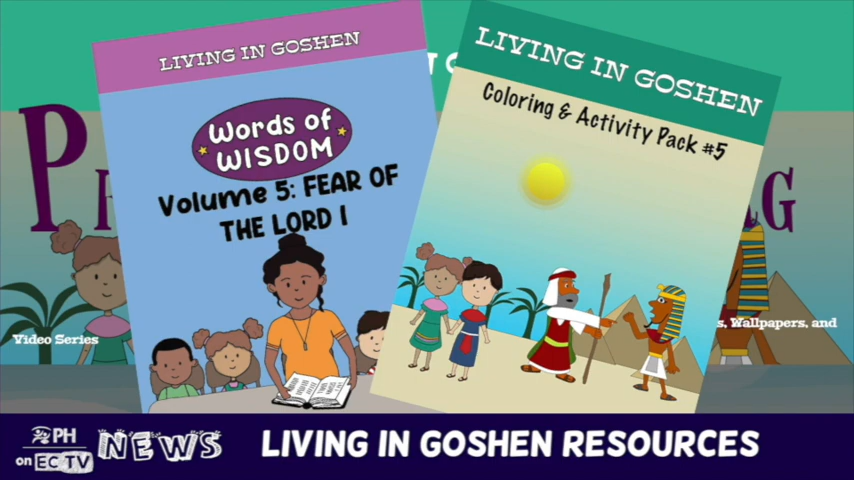 LIVING IN GOSHEN
Words of
WISDOM
Volume 5: FEAR OF
THE LORD I
LIVING IN GOSHEN
Coloring & Activity Pack #5
Video Series
s, Wallpapers, and
PH
on EC TV
NEWS
LIVING IN GOSHEN RESOURCES